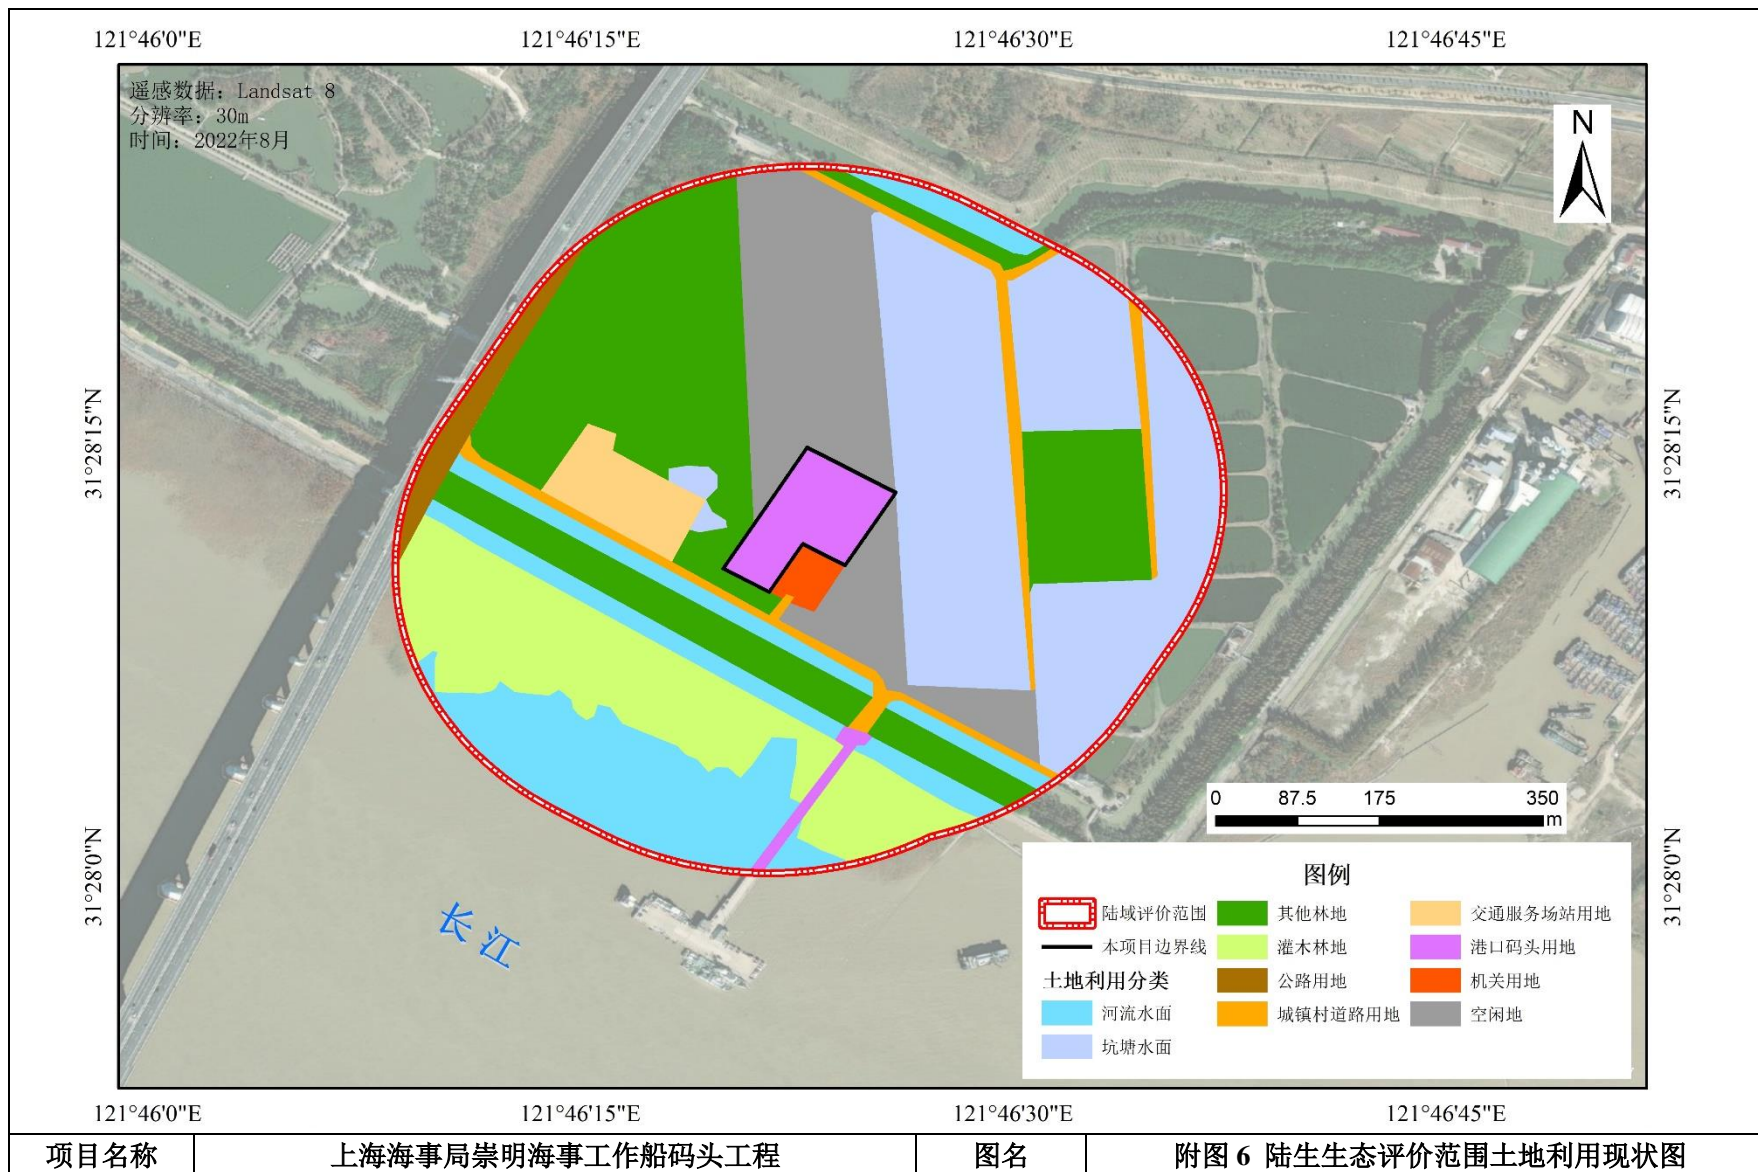 121°46'0"E 121°46'15"E 121°46'30"E 121°46'45"E
遥感数据：Landsat 8
分辨率：30m
时间：2022年8月
N
31°28'15"N 31°28'15"N
0 87.5 175 350
m
31°28'0"N 31°28'0"N
长江
图例
陆域评价范围 其他林地 交通服务场站用地
本项目边界线 灌木林地 港口码头用地
土地利用分类 公路用地 机关用地
河流水面 城镇村道路用地 空闲地
坑塘水面
121°46'0"E 121°46'15"E 121°46'30"E 121°46'45"E
项目名称 上海海事局崇明海事工作船码头工程 图名 附图 6 陆生生态评价范围土地利用现状图